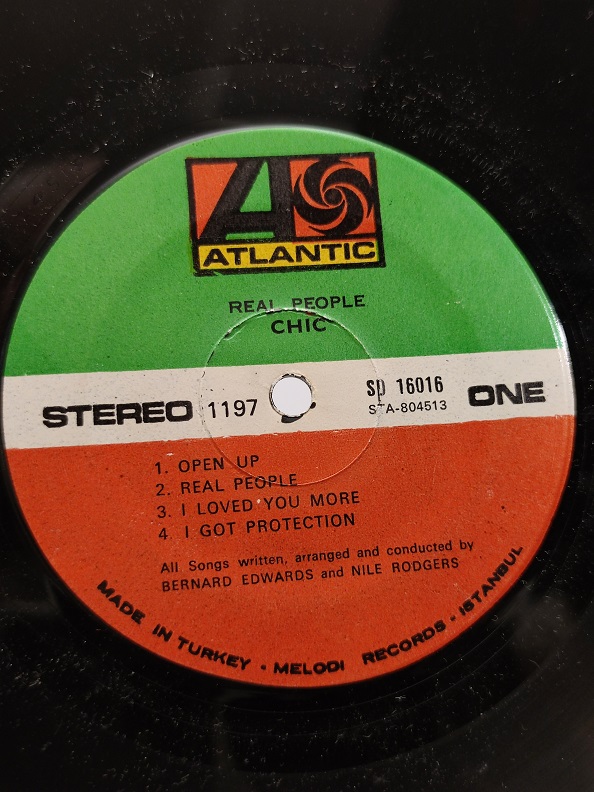 ATLANTIC
REAL PEOPLE
CHIC
STEREO 1197 SD 16016 ONE
STA-804513
1. OPEN UP
2. REAL PEOPLE
3. I LOVED YOU MORE
4. I GOT PROTECTION
All Songs written, arranged and conducted by
BERNARD EDWARDS and NILE RODGERS
MADE IN TURKEY • MELODI RECORDS • ISTANBUL